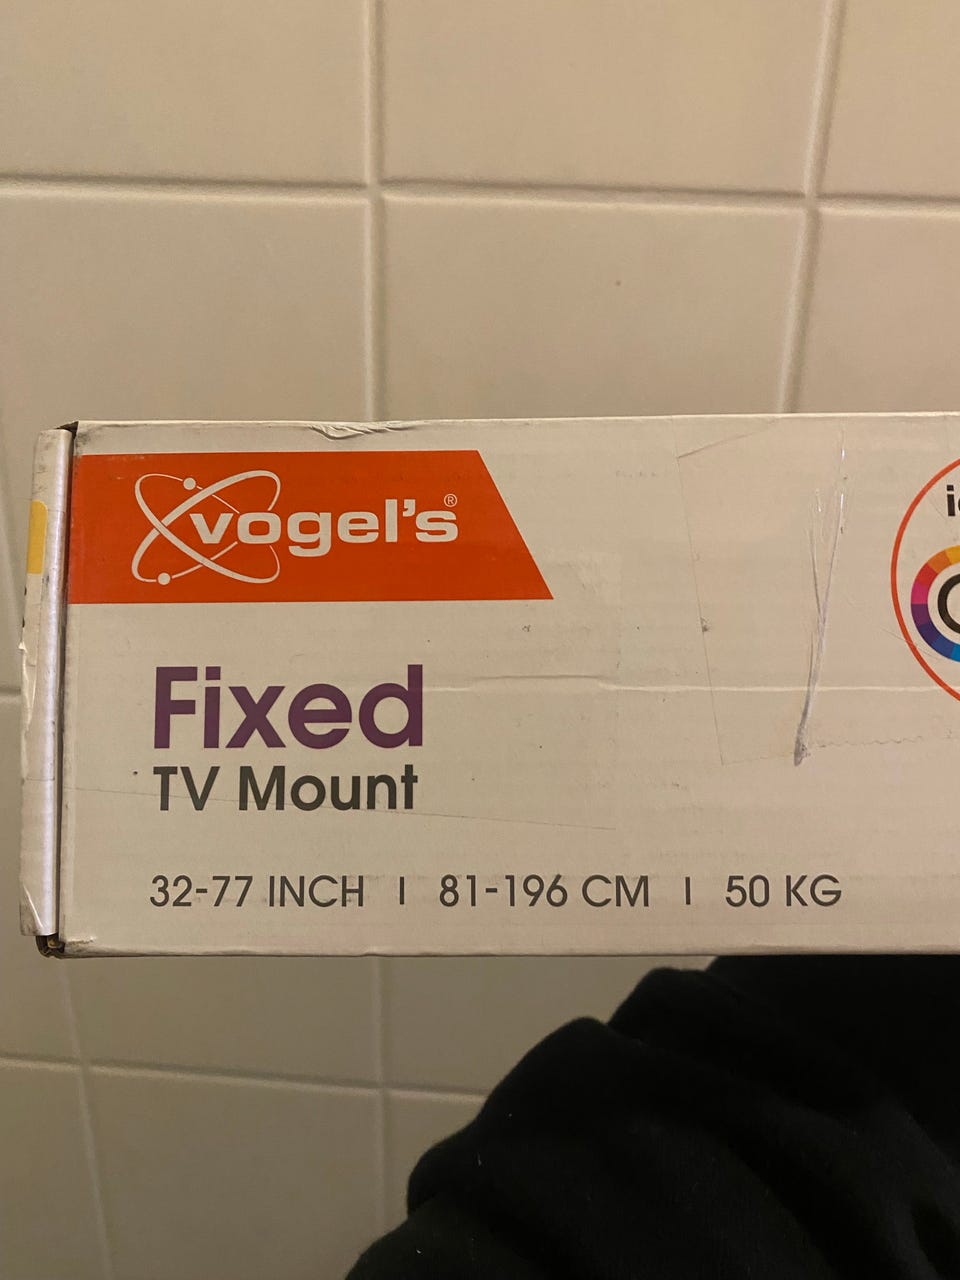 vogel's®
Fixed
TV Mount
32-77 INCH | 81-196 CM | 50 KG